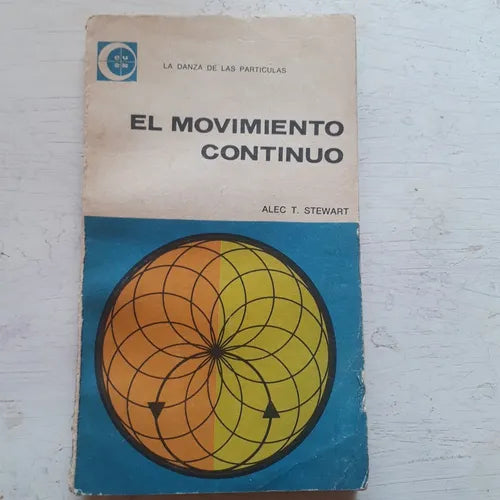 LA DANZA DE LAS PARTICULAS
EL MOVIMIENTO
CONTINUO
ALEC T. STEWART